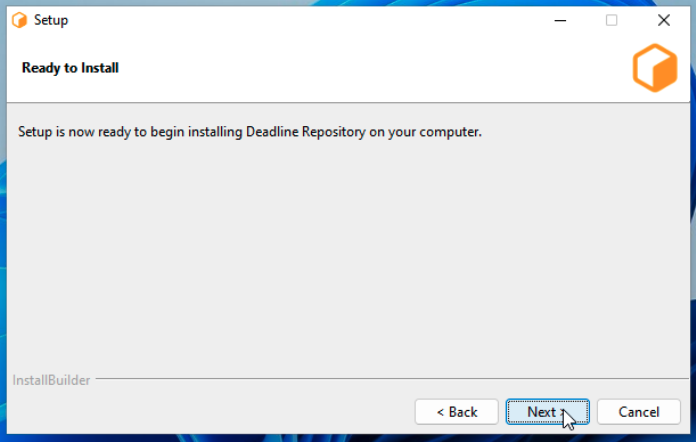 Setup
Ready to Install
Setup is now ready to begin installing Deadline Repository on your computer.
InstallBuilder
< Back
Next >
Cancel